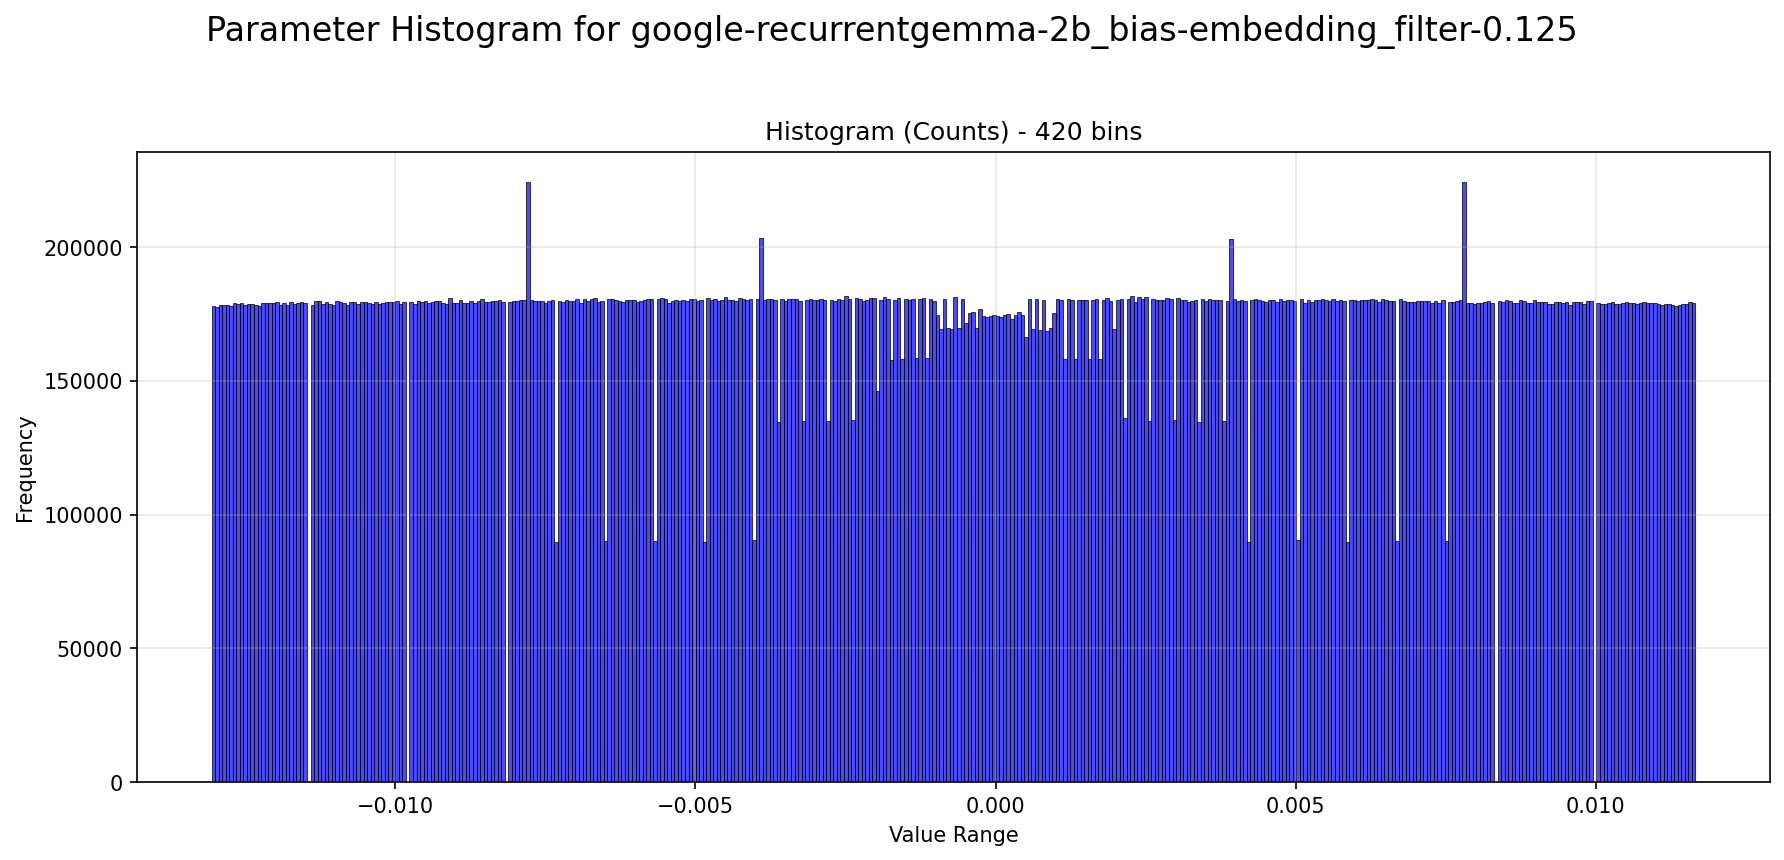 Parameter Histogram for google-recurrentgemma-2b_bias-embedding_filter-0.125
Histogram (Counts) - 420 bins
Frequency
200000
150000
100000
50000
0
−0.010
−0.005
0.000
0.005
0.010
Value Range